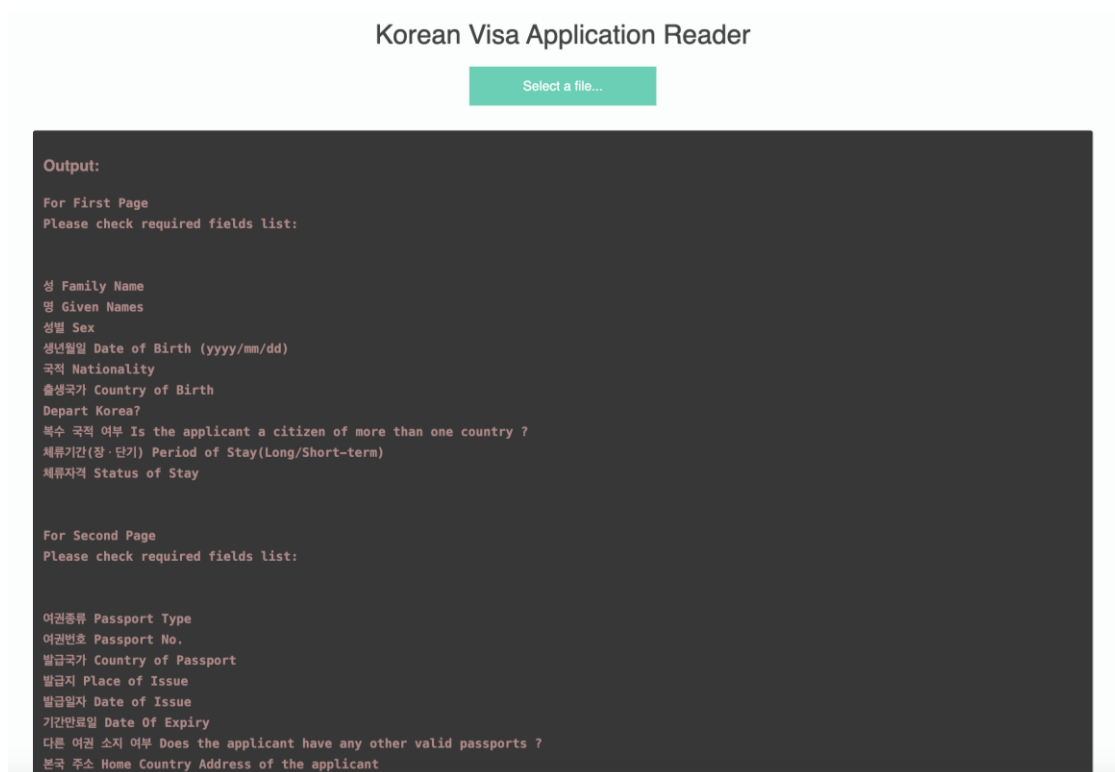 Korean Visa Application Reader
Select a file...
Output:
For First Page
Please check required fields list:
성 Family Name
명 Given Names
성별 Sex
생년월일 Date of Birth (yyyy/mm/dd)
국적 Nationality
출생국가 Country of Birth
Depart Korea?
복수 국적 여부 Is the applicant a citizen of more than one country ?
체류기간(장·단기) Period of Stay(Long/Short-term)
체류자격 Status of Stay
For Second Page
Please check required fields list:
여권종류 Passport Type
여권번호 Passport No.
발급국가 Country of Passport
발급지 Place of Issue
발급일자 Date of Issue
기간만료일 Date Of Expiry
다른 여권 소지 여부 Does the applicant have any other valid passports ?
본국 주소 Home Country Address of the applicant